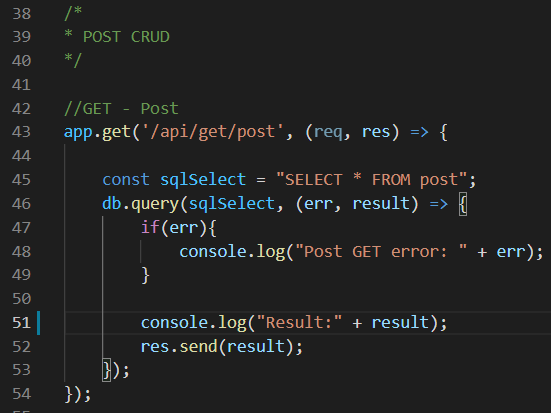 38 /*
39 * POST CRUD
40 */
41
42 //GET - Post
43 app.get('/api/get/post', (req, res) => {
44
45 const sqlSelect = "SELECT * FROM post";
46 db.query(sqlSelect, (err, result) => {
47 if(err){
48 console.log("Post GET error: " + err);
49 }
50
51 console.log("Result:" + result);
52 res.send(result);
53 });
54 });